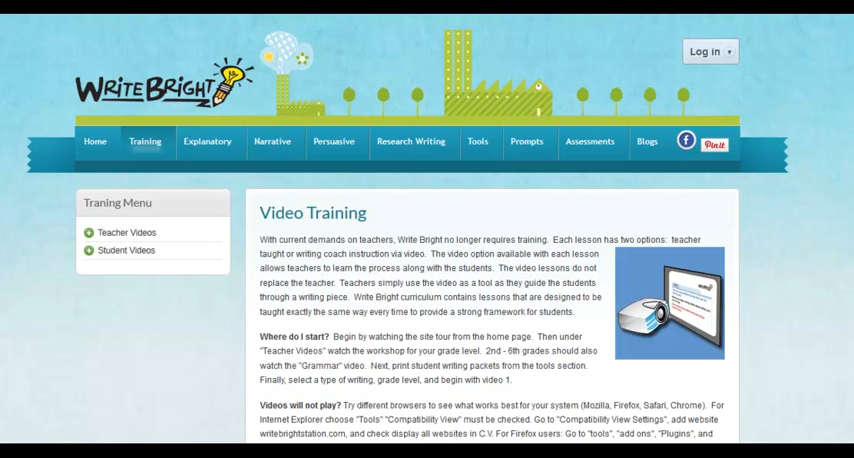 Log in
WRITEBRIGHT
Home Training Explanatory Narrative Persuasive Research Writing Tools Prompts Assessments Blogs f Pin it
Traning Menu
Teacher Videos
Student Videos
Video Training
With current demands on teachers, Write Bright no longer requires training. Each lesson has two options: teacher
taught or writing coach instruction via video. The video option available with each lesson
allows teachers to learn the process along with the students. The video lessons do not
replace the teacher. Teachers simply use the video as a tool as they guide the students
through a writing piece. Write Bright curriculum contains lessons that are designed to be
taught exactly the same way every time to provide a strong framework for students.
Where do I start? Begin by watching the site tour from the home page. Then under
"Teacher Videos" watch the workshop for your grade level. 2nd - 6th grades should also
watch the "Grammar" video. Next, print student writing packets from the tools section.
Finally, select a type of writing, grade level, and begin with video 1.
Videos will not play? Try different browsers to see what works best for your system (Mozilla, Firefox, Safari, Chrome). For
Internet Explorer choose "Tools" "Compatibility View" must be checked. Go to "Compatibility View Settings", add website
writebrightstation.com, and check display all websites in C.V. For Firefox users: Go to "tools", "add ons", "Plugins", and